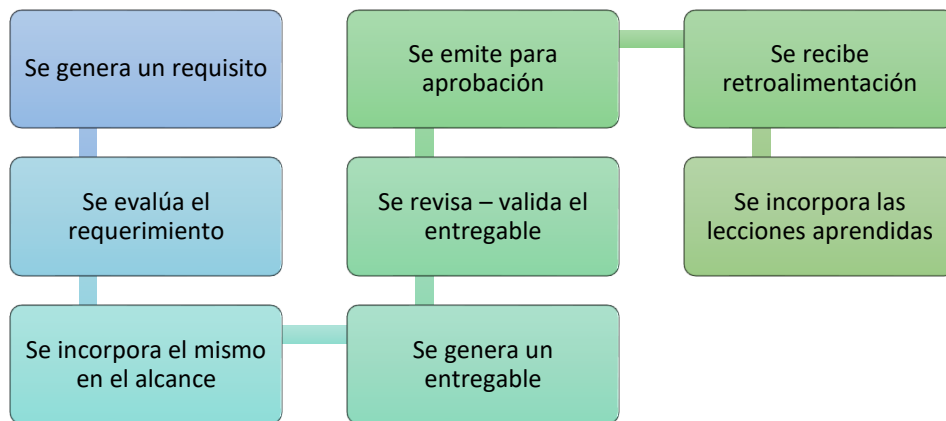 Se genera un requisito
Se evalúa el
requerimiento
Se incorpora el mismo
en el alcance
Se genera un
entregable
Se revisa – valida el
entregable
Se emite para
aprobación
Se recibe
retroalimentación
Se incorpora las
lecciones aprendidas